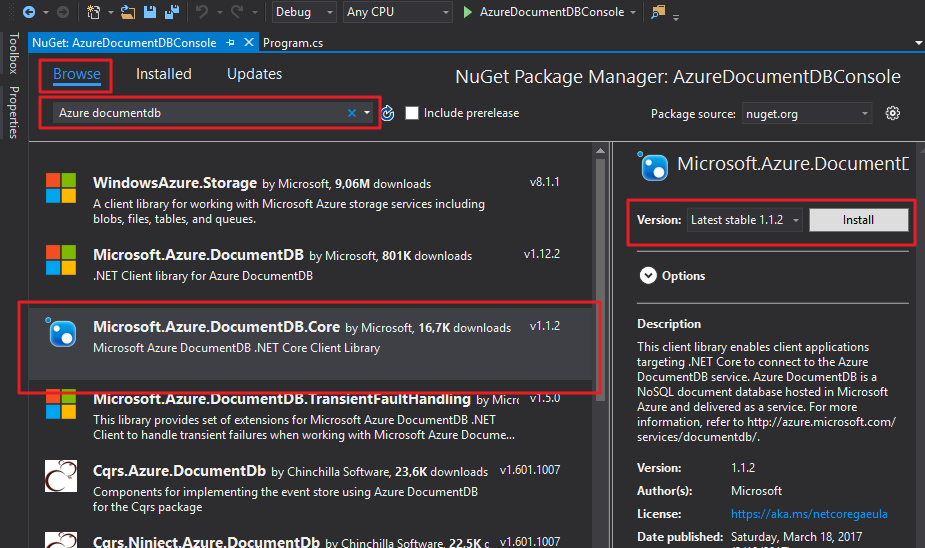 Debug
Any CPU
AzureDocumentDBConsole
Toolbox
Properties
NuGet: AzureDocumentDBConsole
Program.cs
Browse
Installed
Updates
NuGet Package Manager: AzureDocumentDBConsole
Azure documentdb
Include prerelease
Package source: nuget.org
WindowsAzure.Storage by Microsoft, 9,06M downloads v8.1.1
A client library for working with Microsoft Azure storage services including
blobs, files, tables, and queues.
Microsoft.Azure.DocumentDB by Microsoft, 801K downloads v1.12.2
.NET Client library for Azure DocumentDB
Microsoft.Azure.DocumentDB.Core by Microsoft, 16,7K downloads v1.1.2
Microsoft Azure DocumentDB .NET Core Client Library
Microsoft.Azure.DocumentDB.TransientFaultHandling by Micro v1.5.0
This library provides set of extensions for Microsoft Azure DocumentDB .NET
Client to handle transient failures when working with Microsoft Azure Docume...
Cqrs.Azure.DocumentDb by Chinchilla Software, 23,6K downloads v1.601.1007
Components for implementing the event store using Azure DocumentDB
for the Cqrs package
Cqrs.Ninject.Azure.DocumentDb by Chinchilla Software, 22,5K d v1.601.1007
Microsoft.Azure.DocumentD
Version: Latest stable 1.1.2 Install
Options
Description
This client library enables client applications
targeting .NET Core to connect to the Azure
DocumentDB service. Azure DocumentDB is a
NoSQL document database hosted in Microsoft
Azure and delivered as a service. For more
information, refer to http://azure.microsoft.com/
services/documentdb/.
Version: 1.1.2
Author(s): Microsoft
License: https://aka.ms/netcoregaeula
Date published: Saturday, March 18, 2017